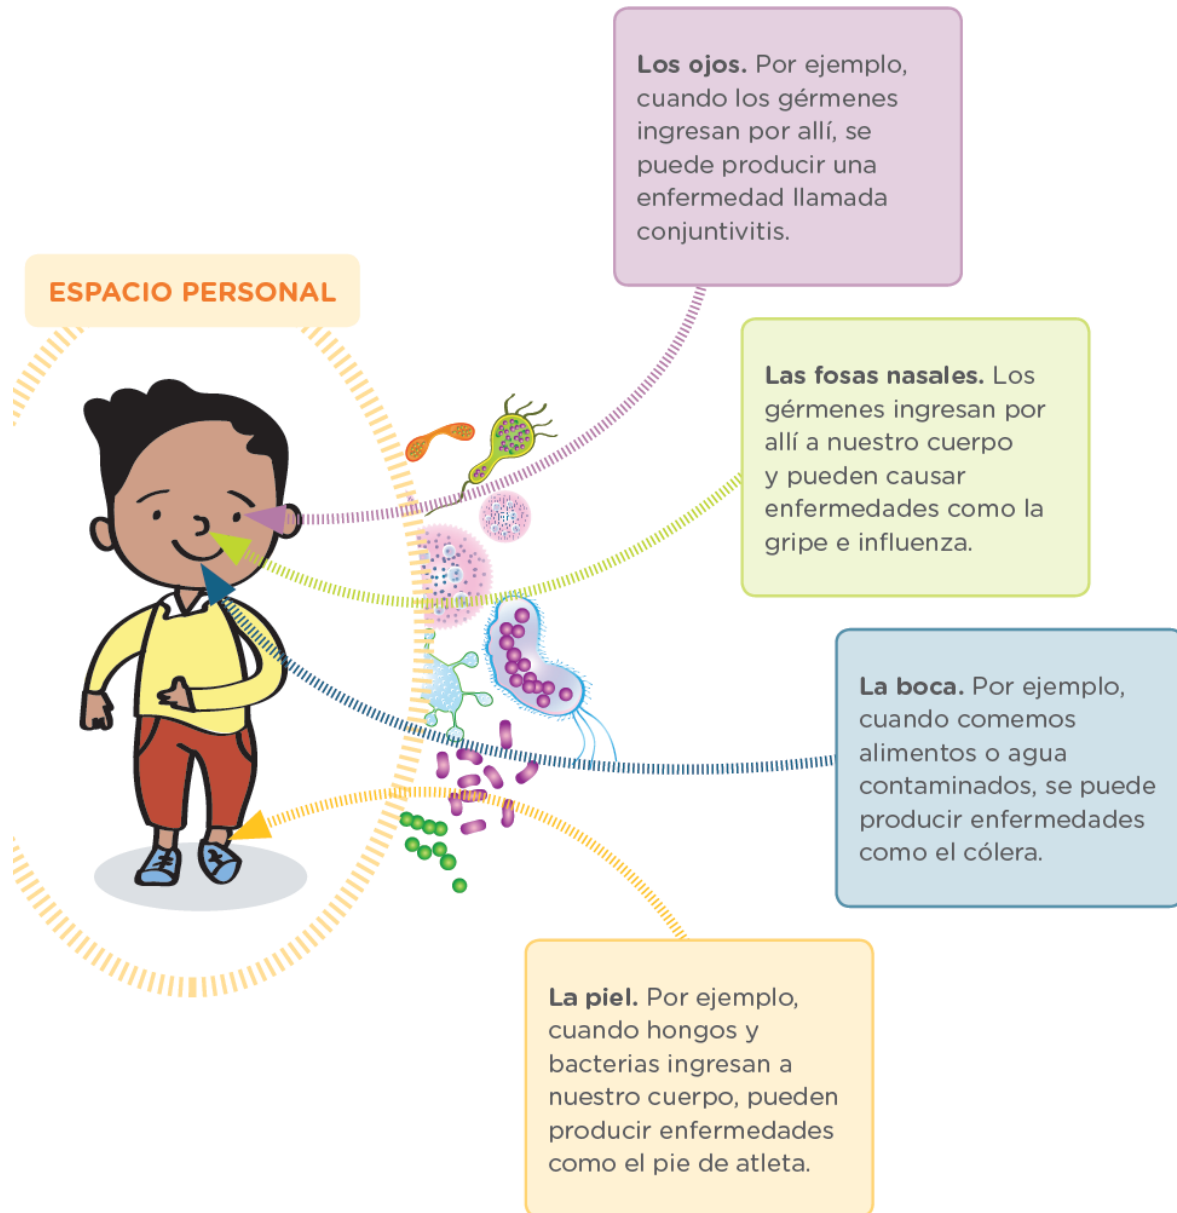 Los ojos. Por ejemplo,
cuando los gérmenes
ingresan por allí, se
puede producir una
enfermedad llamada
conjuntivitis.
ESPACIO PERSONAL
Las fosas nasales. Los
gérmenes ingresan por
allí a nuestro cuerpo
y pueden causar
enfermedades como la
gripe e influenza.
La boca. Por ejemplo,
cuando comemos
alimentos o agua
contaminados, se puede
producir enfermedades
como el cólera.
La piel. Por ejemplo,
cuando hongos y
bacterias ingresan a
nuestro cuerpo, pueden
producir enfermedades
como el pie de atleta.